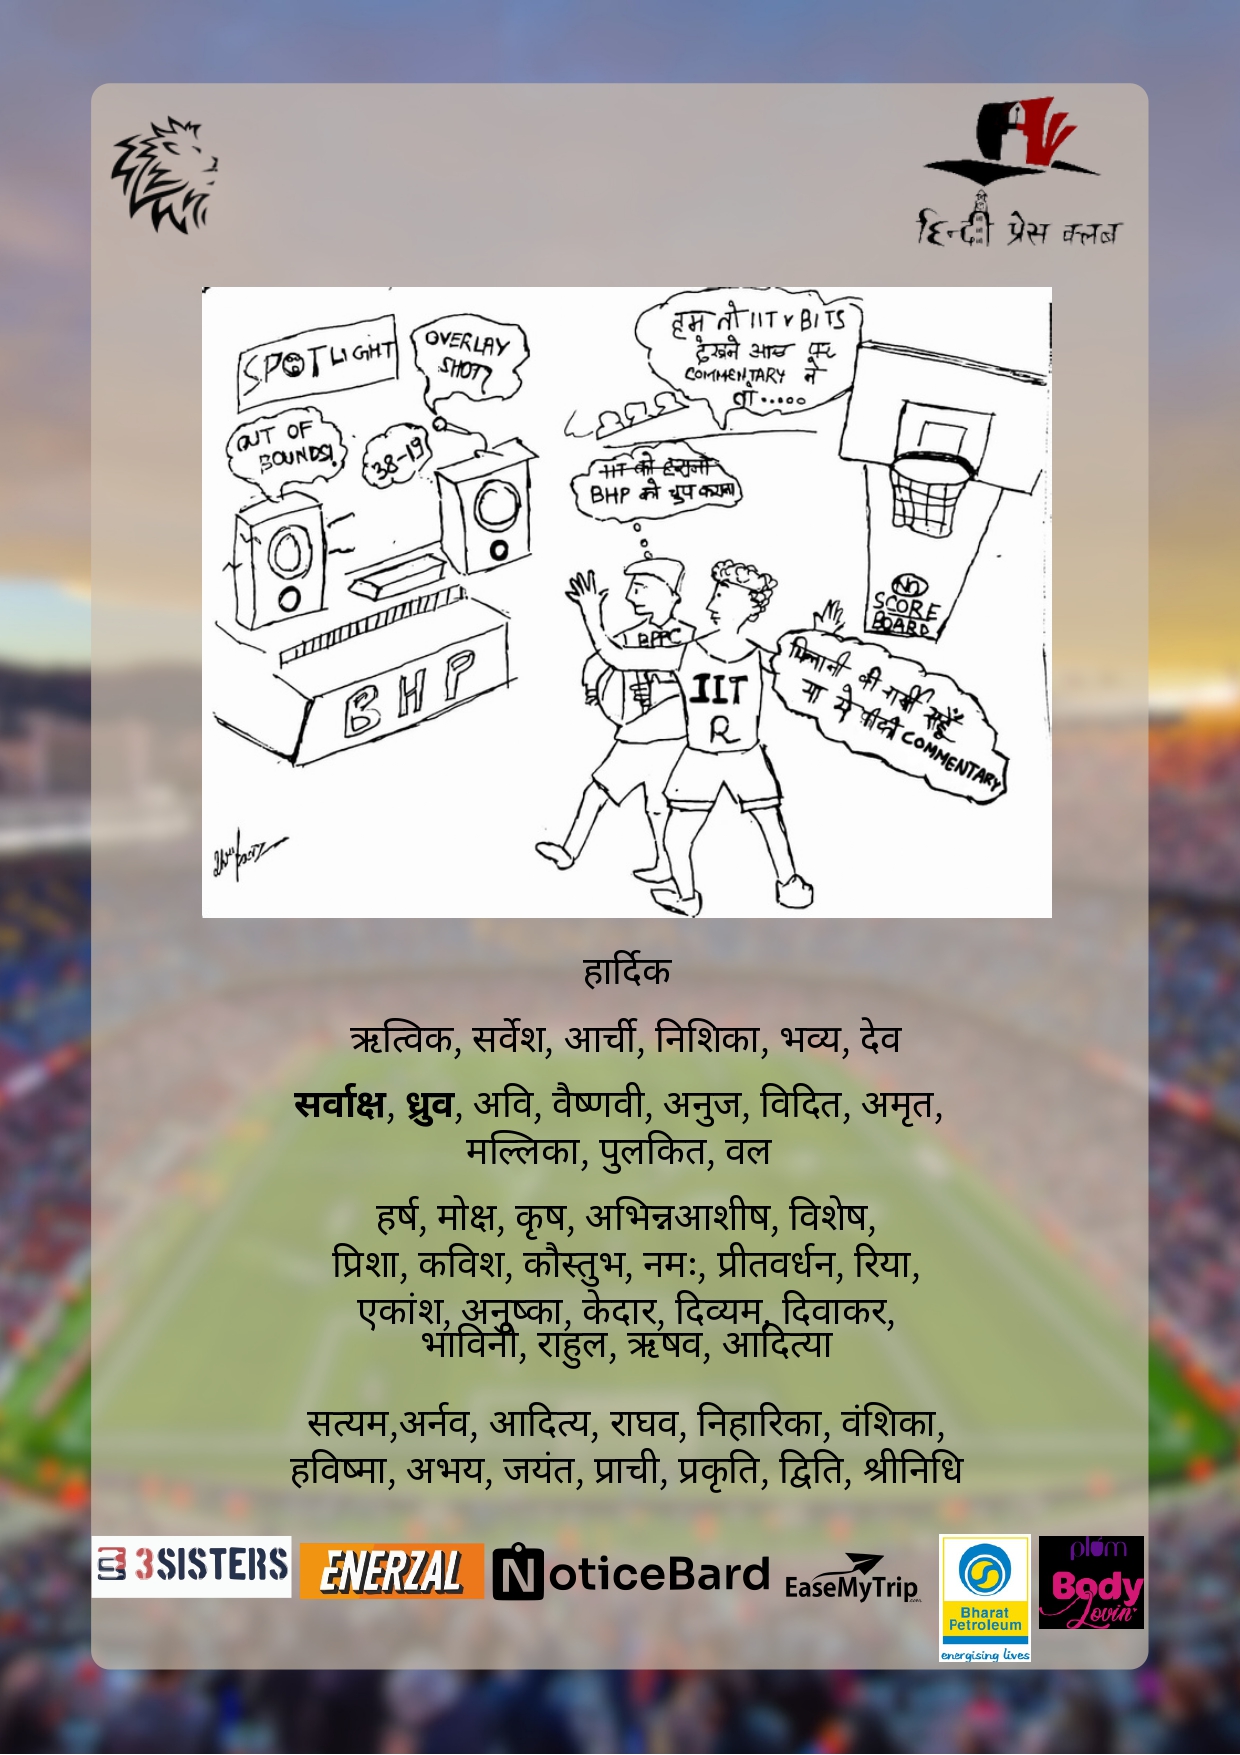 हिन्दी प्रेस क्लब
SPOTLIGHT
OVERLAY
SHOT?
हम तो IIT v BITS
देखने आए पर
COMMENTARY ने
तो.....
OUT OF
BOUNDS!
38-19
IIT को हराना
BHP को चुप कराना
NO
SCORE
BOARD
BHP
IIT
R
पिलानी की गर्मी सहूँ
या ये फीकी COMMENTARY
हार्दिक
ऋत्विक, सर्वेश, आर्ची, निशिका, भव्य, देव
सर्वाक्ष, ध्रुव, अवि, वैष्णवी, अनुज, विदित, अमृत,
मल्लिका, पुलकित, वल
हर्ष, मोक्ष, कृष, अभिन्नआशीष, विशेष,
प्रिशा, कविश, कौस्तुभ, नमः, प्रीतवर्धन, रिया,
एकांश, अनुष्का, केदार, दिव्यम, दिवाकर,
भाविनी, राहुल, ऋषव, आदित्या
सत्यम,अर्नव, आदित्य, राघव, निहारिका, वंशिका,
हविष्मा, अभय, जयंत, प्राची, प्रकृति, द्विति, श्रीनिधि
3SISTERS
ENERZAL
NoticeBard
EaseMyTrip.com
Bharat
Petroleum
energising lives
plum
Body
Lovin'